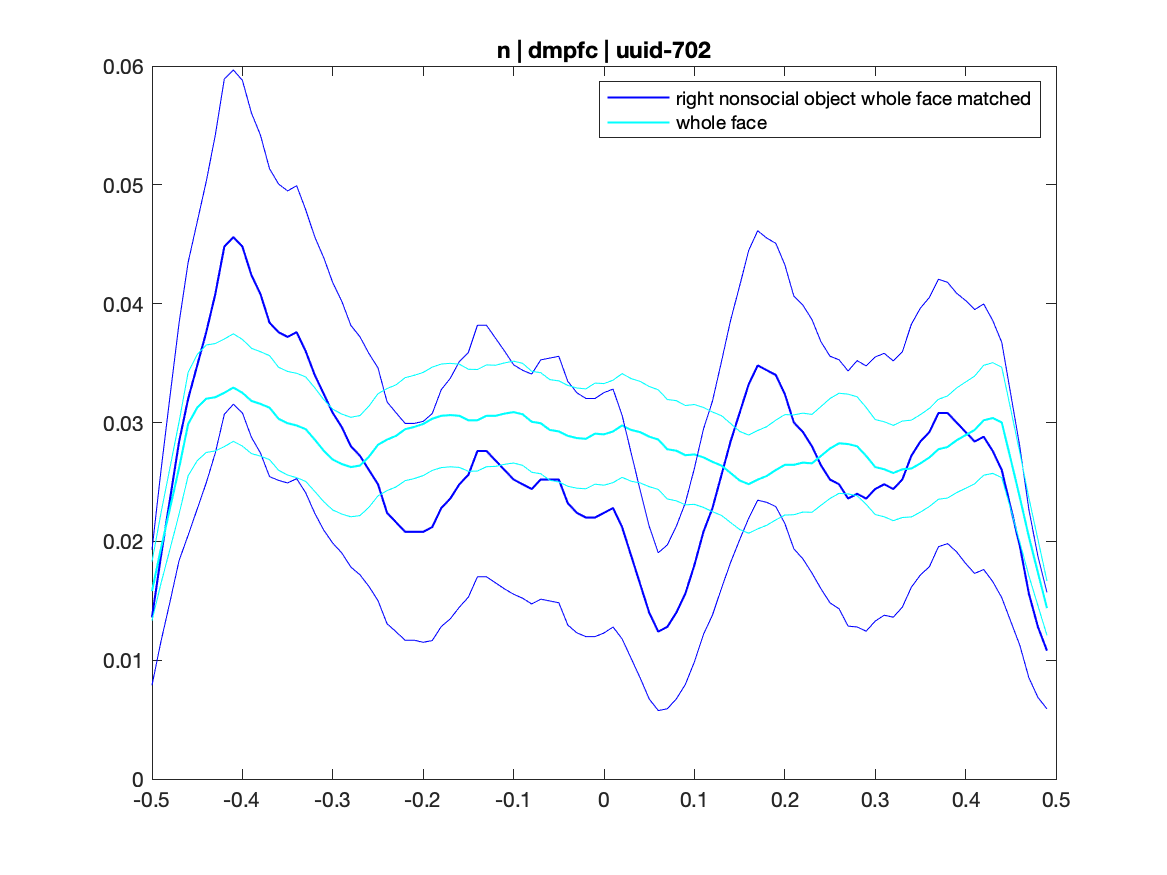 n | dmpfc | uuid-702
0.06
right nonsocial object whole face matched
whole face
0.05
0.04
0.03
0.02
0.01
0
-0.5 -0.4 -0.3 -0.2 -0.1 0 0.1 0.2 0.3 0.4 0.5